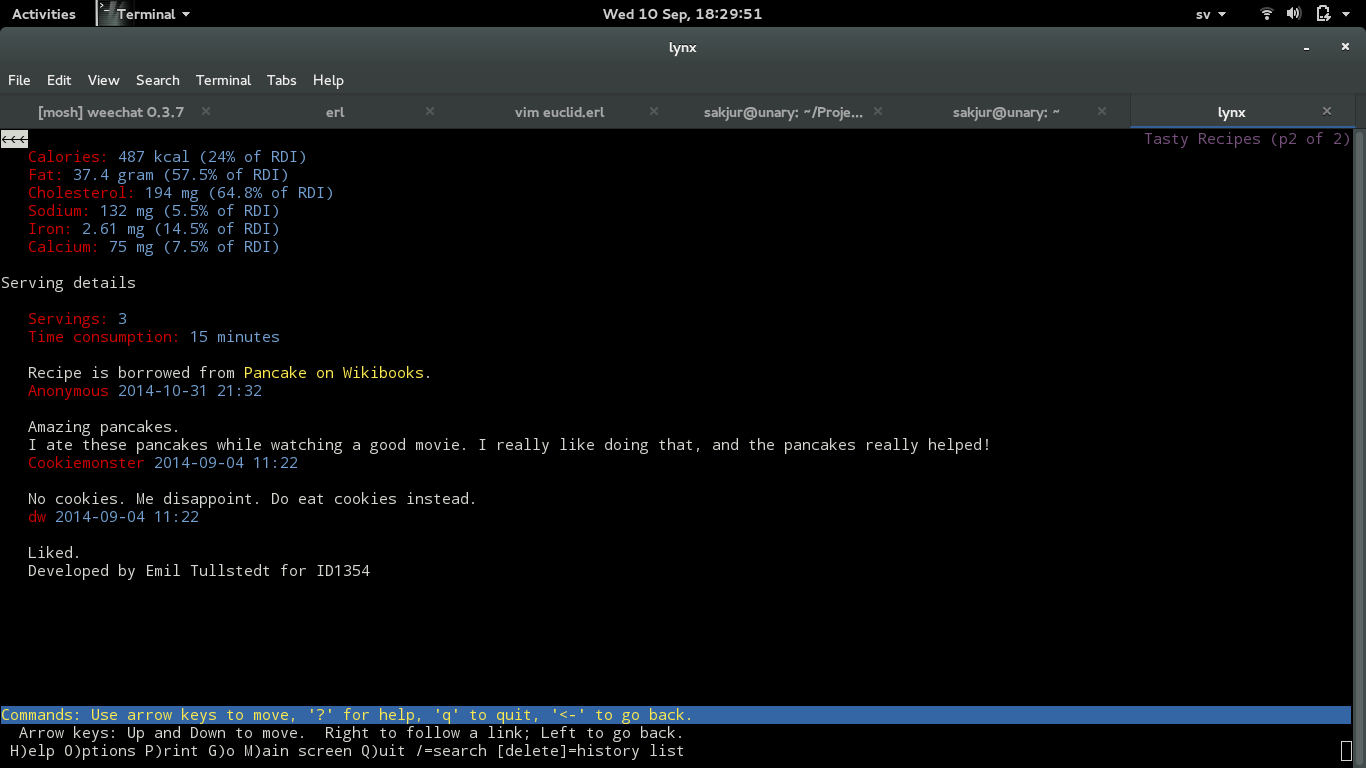 Activities Terminal Wed 10 Sep, 18:29:51 sv
lynx
File Edit View Search Terminal Tabs Help
[mosh] weechat 0.3.7 erl vim euclid.erl sakjur@unary: ~/Proje... sakjur@unary: ~ lynx
<<< Tasty Recipes (p2 of 2)
Calories: 487 kcal (24% of RDI)
Fat: 37.4 gram (57.5% of RDI)
Cholesterol: 194 mg (64.8% of RDI)
Sodium: 132 mg (5.5% of RDI)
Iron: 2.61 mg (14.5% of RDI)
Calcium: 75 mg (7.5% of RDI)
Serving details
Servings: 3
Time consumption: 15 minutes
Recipe is borrowed from Pancake on Wikibooks.
Anonymous 2014-10-31 21:32
Amazing pancakes.
I ate these pancakes while watching a good movie. I really like doing that, and the pancakes really helped!
Cookiemonster 2014-09-04 11:22
No cookies. Me disappoint. Do eat cookies instead.
dw 2014-09-04 11:22
Liked.
Developed by Emil Tullstedt for ID1354
Commands: Use arrow keys to move, '?' for help, 'q' to quit, '<-' to go back.
Arrow keys: Up and Down to move. Right to follow a link; Left to go back.
H)elp O)ptions P)rint G)o M)ain screen Q)uit /=search [delete]=history list